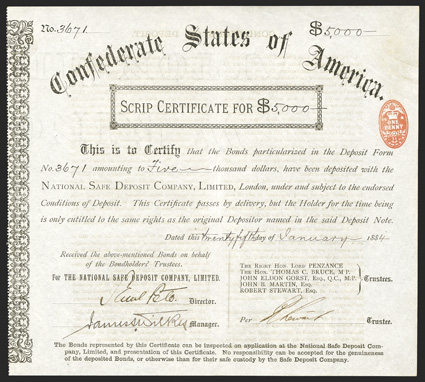 No. 3671
$5,000
Confederate States of America.
SCRIP CERTIFICATE FOR $5,000
ONE PENNY
This is to Certify that the Bonds particularized in the Deposit Form
No. 3671 amounting to Five thousand dollars, have been deposited with the
NATIONAL SAFE DEPOSIT COMPANY, LIMITED, London, under and subject to the endorsed
Conditions of Deposit. This Certificate passes by delivery, but the Holder for the time being
is only entitled to the same rights as the original Depositor named in the said Deposit Note.
Dated this twenty fifth day of January 1884
Received the above-mentioned Bonds on behalf
of the Bondholders' Trustees.
For THE NATIONAL SAFE DEPOSIT COMPANY, LIMITED.
Director.
Manager.
THE RIGHT HON. LORD PENZANCE
THE HON. THOMAS C. BRUCE, M.P.
JOHN ELDON GORST, Esq., Q.C., M.P.
JOHN B. MARTIN, Esq.
ROBERT STEWART, Esq.
Trustees.
Per
Trustee.
The Bonds represented by this Certificate can be inspected on application at the National Safe Deposit Com-
pany, Limited, and presentation of this Certificate. No responsibility can be accepted for the genuineness
of the deposited Bonds, or otherwise than for their safe custody by the Safe Deposit Company.